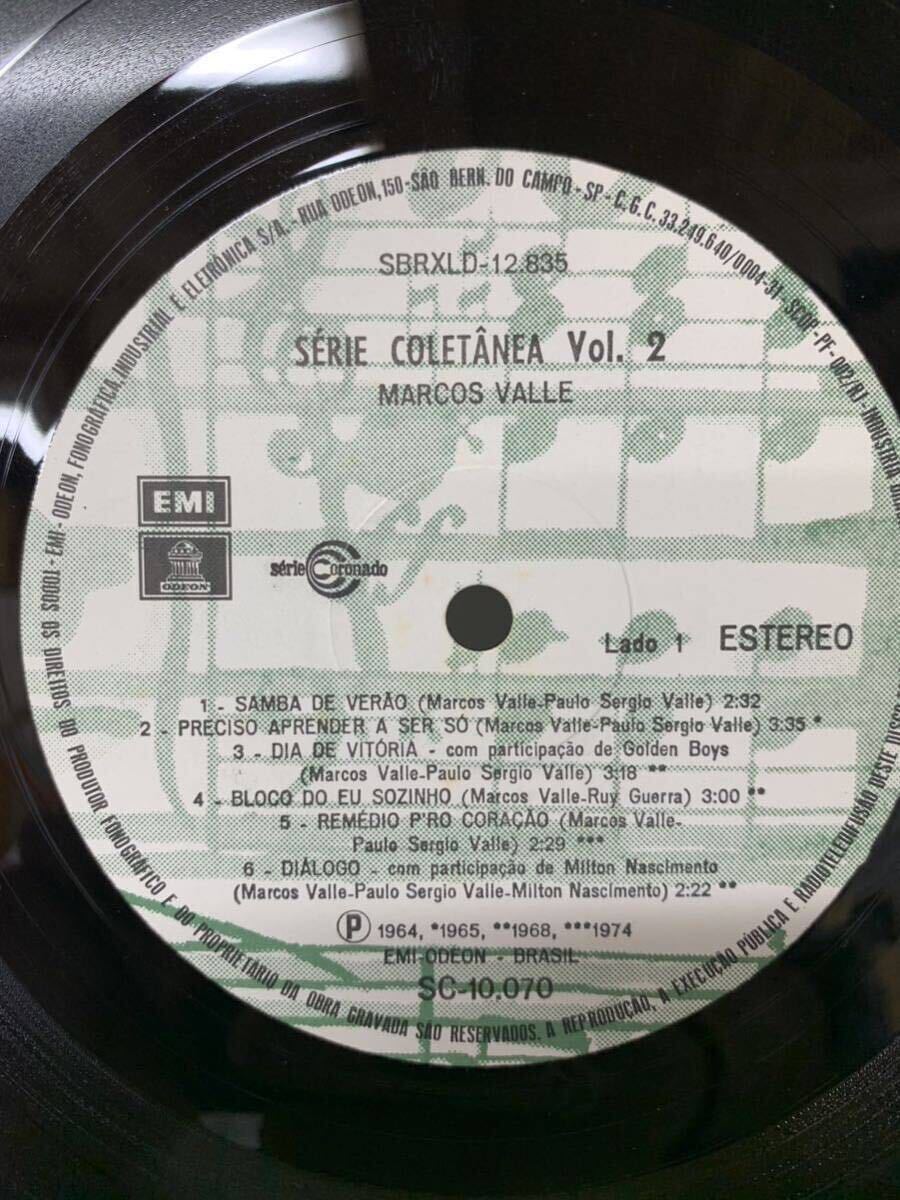 TODOS OS DIREITOS DO PRODUTOR FONOGRÁFICO E DO PROPRIETÁRIO DA OBRA GRAVADA SÃO RESERVADOS. A REPRODUÇÃO, A EXECUÇÃO PÚBLICA E RADIOTELEDIFUSÃO DESTE DISCO
EMI - ODEON, FONOGRÁFICA, INDUSTRIAL E ELETRÔNICA S/A. - RUA ODEON, 150 - SÃO BERN. DO CAMPO - SP - C.G.C. 33.249.640/0004-31 - SCDP - PF - 002/RJ - INDUSTRIA
SBRXLD-12.835
SÉRIE COLETÂNEA Vol. 2
MARCOS VALLE
EMI
ODEON
série Coronado
Lado 1 ESTEREO
1 - SAMBA DE VERÃO (Marcos Valle-Paulo Sergio Valle) 2:32
2 - PRECISO APRENDER A SER SÓ (Marcos Valle-Paulo Sergio Valle) 3:35 *
3 - DIA DE VITÓRIA - com participação de Golden Boys
(Marcos Valle-Paulo Sergio Valle) 3:18 **
4 - BLOCO DO EU SOZINHO (Marcos Valle-Ruy Guerra) 3:00 **
5 - REMÉDIO P'RO CORAÇÃO (Marcos Valle-
Paulo Sergio Valle) 2:29 ***
6 - DIÁLOGO - com participação de Milton Nascimento
(Marcos Valle-Paulo Sergio Valle-Milton Nascimento) 2:22 **
Ⓟ 1964, *1965, **1968, ***1974
EMI-ODEON - BRASIL
SC-10.070